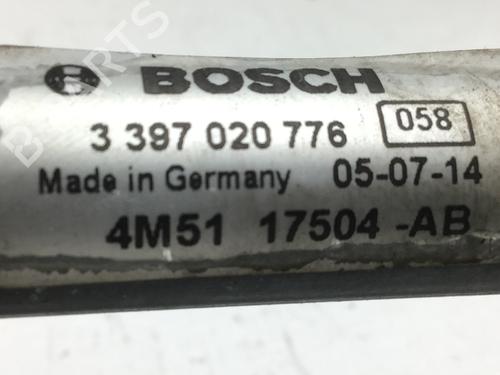 BOSCH
3 397 020 776 058
Made in Germany 05-07-14
4M51 17504-AB